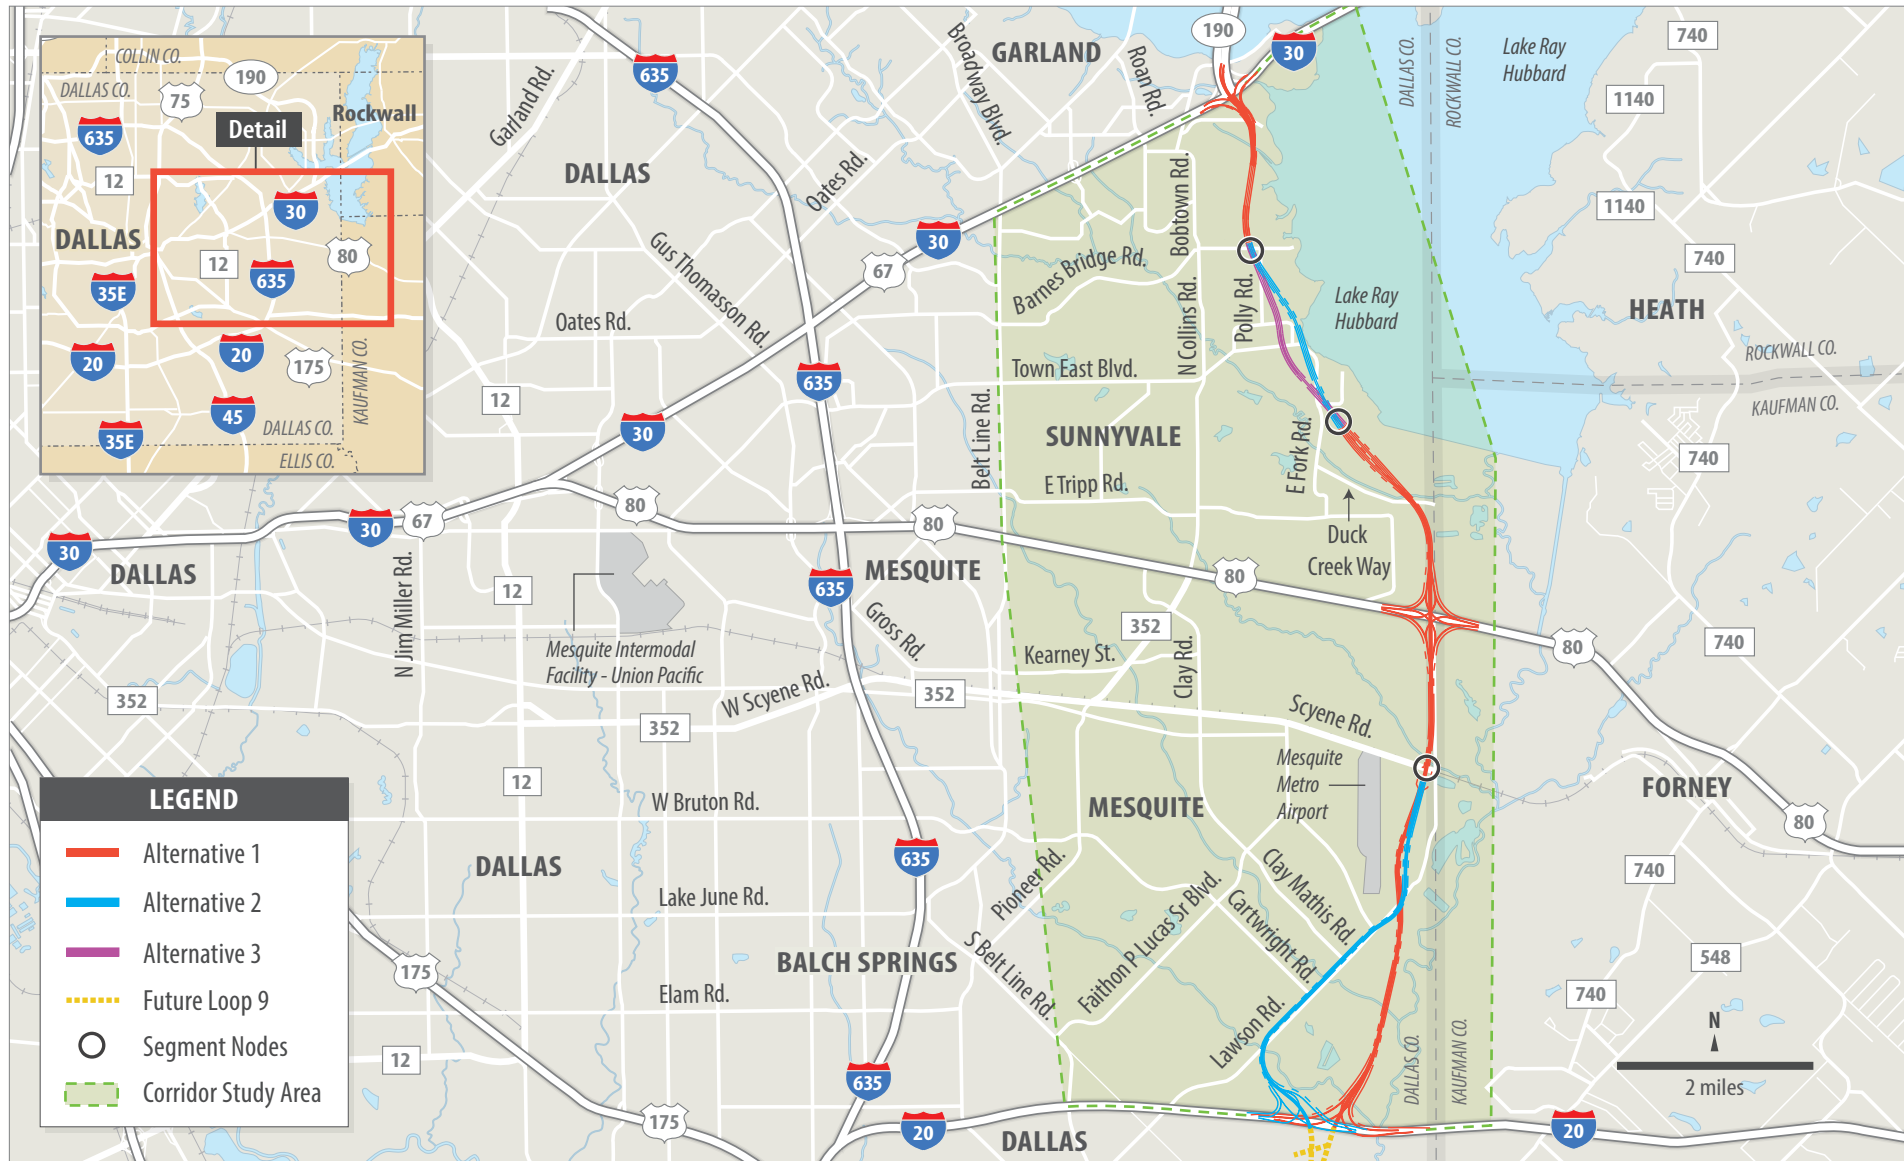 COLLIN CO.
DALLAS CO.
190
75
Rockwall
635
Detail
12
30
DALLAS
12
635
80
35E
20
20
175
KAUFMAN CO.
45
35E
DALLAS CO.
ELLIS CO.
635
Garland Rd.
DALLAS
Oates Rd.
Broadway Blvd.
GARLAND
Roan Rd.
190
30
DALLAS CO.
ROCKWALL CO.
Lake Ray
Hubbard
740
1140
1140
740
HEATH
ROCKWALL CO.
KAUFMAN CO.
740
Gus Thomasson Rd.
67
30
Oates Rd.
635
12
30
Barnes Bridge Rd.
Bobtown Rd.
N Collins Rd.
Polly Rd.
Lake Ray
Hubbard
Town East Blvd.
Belt Line Rd.
SUNNYVALE
E Fork Rd.
E Tripp Rd.
Duck
Creek Way
30
DALLAS
30
67
80
80
80
N Jim Miller Rd.
12
MESQUITE
635
Gross Rd.
Mesquite Intermodal
Facility - Union Pacific
352
Kearney St.
Clay Rd.
80
740
352
352
W Scyene Rd.
352
Scyene Rd.
Mesquite
Metro
Airport
FORNEY
80
12
W Bruton Rd.
MESQUITE
DALLAS
635
Lake June Rd.
Pioneer Rd.
Clay Mathis Rd.
Cartwright Rd.
Faithon P Lucas Sr Blvd.
740
BALCH SPRINGS
S Belt Line Rd.
175
Elam Rd.
Lawson Rd.
548
740
12
635
DALLAS CO.
KAUFMAN CO.
N
2 miles
175
20
DALLAS
20
LEGEND
Alternative 1
Alternative 2
Alternative 3
Future Loop 9
Segment Nodes
Corridor Study Area